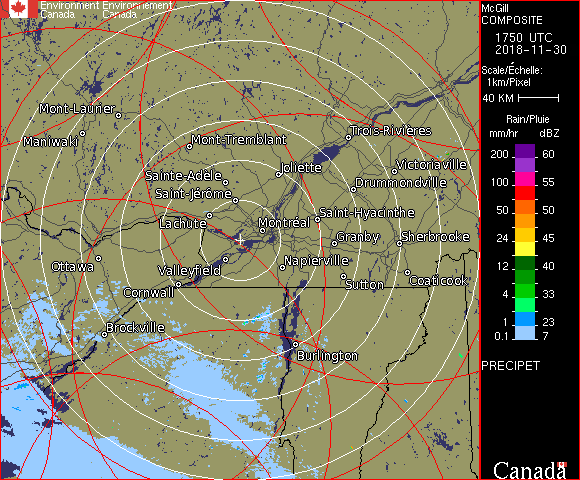 Environment Environnement
Canada Canada
McGill
COMPOSITE
1750 UTC
2018-11-30
Scale/Échelle:
1km/Pixel
40 KM
Rain/Pluie
mm/hr dBZ
200 60
150 57
100 55
50 50
24 45
12 40
4 33
1 23
0.1 7
PRECIPET
Canada
Mont-Laurier
Maniwaki
Mont-Tremblant
Trois-Rivières
Joliette
Victoriaville
Sainte-Adèle
Drummondville
Saint-Jérôme
Lachute
Saint-Hyacinthe
Montréal
Granby
Sherbrooke
Ottawa
Valleyfield
Napierville
Cornwall
Sutton
Coaticook
Brockville
Burlington